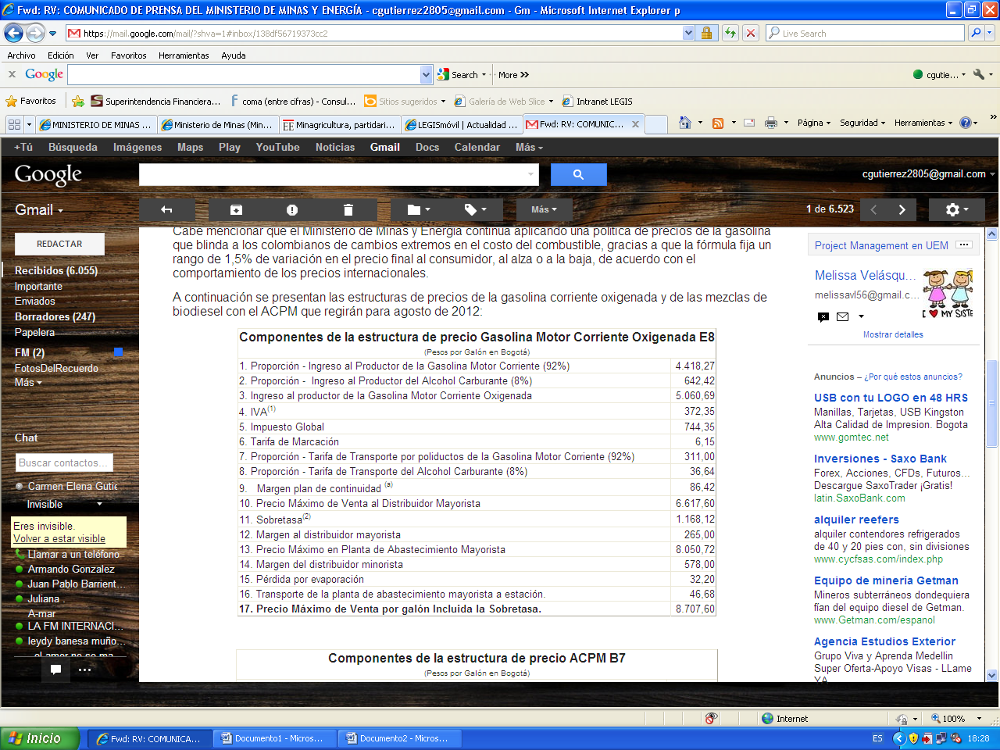 Fwd: RV: COMUNICADO DE PRENSA DEL MINISTERIO DE MINAS Y ENERGÍA - cgutierrez2805@gmail.com - Gm - Microsoft Internet Explorer p
https://mail.google.com/mail/?shva=1#inbox/138df56719373cc2
Live Search
Archivo Edición Ver Favoritos Herramientas Ayuda
x Google Search More >> cgutie...
Favoritos Superintendencia Financiera... coma (entre cifras) - Consul... Sitios sugeridos Galería de Web Slice Intranet LEGIS
MINISTERIO DE MINAS ... Ministerio de Minas (Min... Minagricultura, partidari... LEGISmóvil | Actualidad ... Fwd: RV: COMUNIC... Página Seguridad Herramientas
+Tú Búsqueda Imágenes Maps Play YouTube Noticias Gmail Docs Calendar Más
Google cgutierrez2805@gmail.com
Gmail Más 1 de 6.523
REDACTAR
Recibidos (6.055)
Importante
Enviados
Borradores (247)
Papelera
FM (2)
FotosDelRecuerdo
Más
Chat
Buscar contactos...
Carmen Elena Gutie
Invisible
Eres invisible.
Volver a estar visible
Llamar a un teléfono
Armando Gonzalez
Juan Pablo Barrient...
Juliana .
A-mar
LA FM INTERNACI...
leydy banesa muño...
el amor no se ma
Cabe mencionar que el Ministerio de Minas y Energía continúa aplicando una política de precios de la gasolina
que blinda a los colombianos de cambios extremos en el costo del combustible, gracias a que la fórmula fija un
rango de 1,5% de variación en el precio final al consumidor, al alza o a la baja, de acuerdo con el
comportamiento de los precios internacionales.
A continuación se presentan las estructuras de precios de la gasolina corriente oxigenada y de las mezclas de
biodiesel con el ACPM que regirán para agosto de 2012:
Componentes de la estructura de precio Gasolina Motor Corriente Oxigenada E8
(Pesos por Galón en Bogotá)
1. Proporción - Ingreso al Productor de la Gasolina Motor Corriente (92%) 4.418,27
2. Proporción - Ingreso al Productor del Alcohol Carburante (8%) 642,42
3. Ingreso al productor de la Gasolina Motor Corriente Oxigenada 5.060,69
4. IVA(1) 372,35
5. Impuesto Global 744,35
6. Tarifa de Marcación 6,15
7. Proporción - Tarifa de Transporte por poliductos de la Gasolina Motor Corriente (92%) 311,00
8. Proporción - Tarifa de Transporte del Alcohol Carburante (8%) 36,64
9. Margen plan de continuidad (a) 86,42
10. Precio Máximo de Venta al Distribuidor Mayorista 6.617,60
11. Sobretasa(2) 1.168,12
12. Margen al distribuidor mayorista 265,00
13. Precio Máximo en Planta de Abastecimiento Mayorista 8.050,72
14. Margen del distribuidor minorista 578,00
15. Pérdida por evaporación 32,20
16. Transporte de la planta de abastecimiento mayorista a estación. 46,68
17. Precio Máximo de Venta por galón Incluida la Sobretasa. 8.707,60
Componentes de la estructura de precio ACPM B7
(Pesos por Galón en Bogotá)
Project Management en UEM
Melissa Velásqu...
melissavl56@gmail.c...
I ♥ MY SISTE
Mostrar detalles
Anuncios – ¿Por qué estos anuncios?
USB con tu LOGO en 48 HRS
Manillas, Tarjetas, USB Kingston
Alta Calidad de Impresion. Bogota
www.gomtec.net
Inversiones - Saxo Bank
Forex, Acciones, CFDs, Futuros...
Descargue SaxoTrader ¡Gratis!
latin.SaxoBank.com
alquiler reefers
alquiler contendores refrigerados
de 40 y 20 pies con, sin divisiones
www.cycfsas.com/index.php
Equipo de minería Getman
Mineros subterráneos dondequiera
fían del equipo diesel de Getman.
www.Getman.com/espanol
Agencia Estudios Exterior
Grupo Viva y Aprenda Medellin
Super Oferta-Apoyo Visas - LLame
YA
Internet 100%
Inicio Fwd: RV: COMUNICA... Documento1 - Micros... Documento2 - Micros... ES 18:28